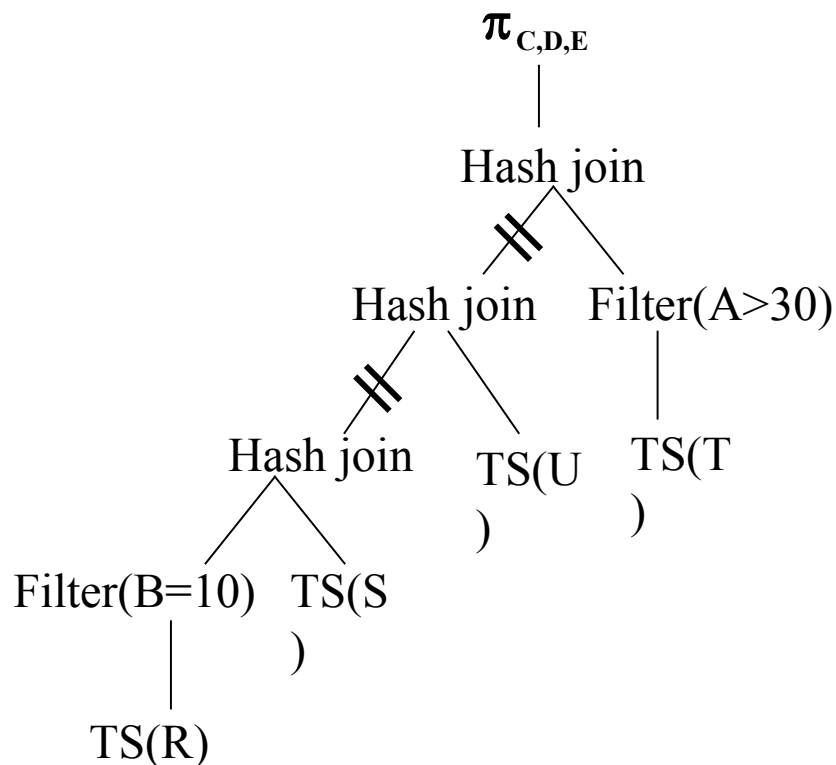 π C,D,E
Hash join
Hash join Filter(A>30)
Hash join TS(U
) TS(T
)
Filter(B=10) TS(S
)
TS(R)